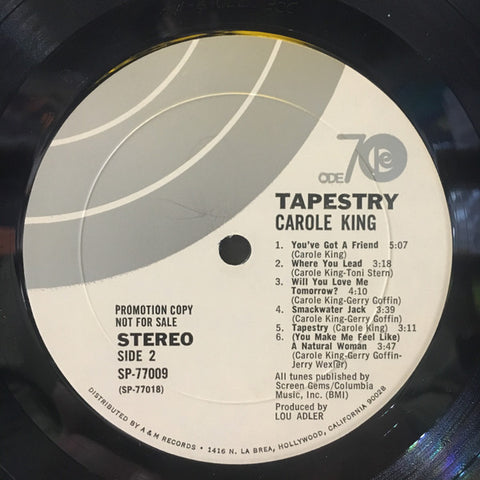 ODE 70
TAPESTRY
CAROLE KING
1. You've Got A Friend 5:07
(Carole King)
2. Where You Lead 3:18
(Carole King-Toni Stern)
3. Will You Love Me
Tomorrow? 4:10
(Carole King-Gerry Goffin)
4. Smackwater Jack 3:39
(Carole King-Gerry Goffin)
5. Tapestry (Carole King) 3:11
6. (You Make Me Feel Like)
A Natural Woman 3:47
(Carole King-Gerry Goffin-
Jerry Wexler)
All tunes published by
Screen Gems/Columbia
Music, Inc. (BMI)
Produced by
LOU ADLER
PROMOTION COPY
NOT FOR SALE
STEREO
SIDE 2
SP-77009
(SP-77018)
DISTRIBUTED BY A & M RECORDS • 1416 N. LA BREA, HOLLYWOOD, CALIFORNIA 90028